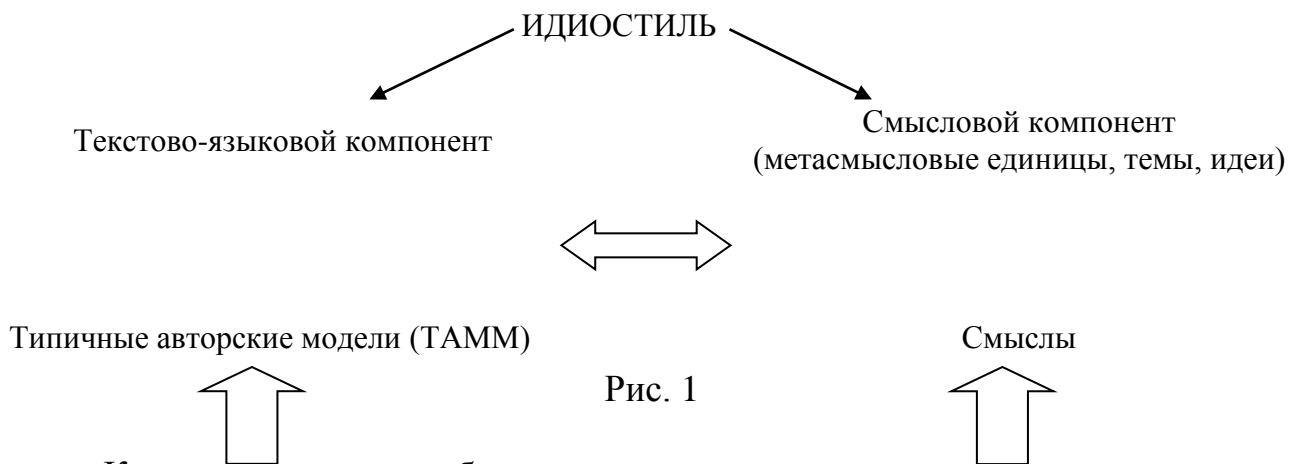 ИДИОСТИЛЬ
Текстово-языковой компонент
Смысловой компонент
(метасмысловые единицы, темы, идеи)
Типичные авторские модели (ТАММ)
Смыслы
Рис. 1